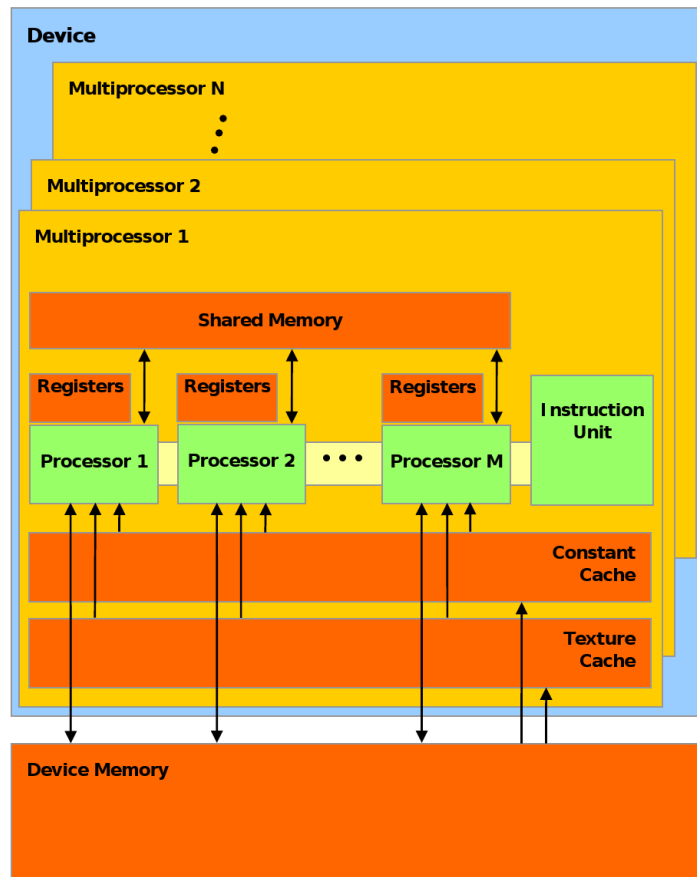 Device
Multiprocessor N
Multiprocessor 2
Multiprocessor 1
Shared Memory
Registers
Registers
Registers
Instruction
Unit
Processor 1
Processor 2
Processor M
Constant
Cache
Texture
Cache
Device Memory